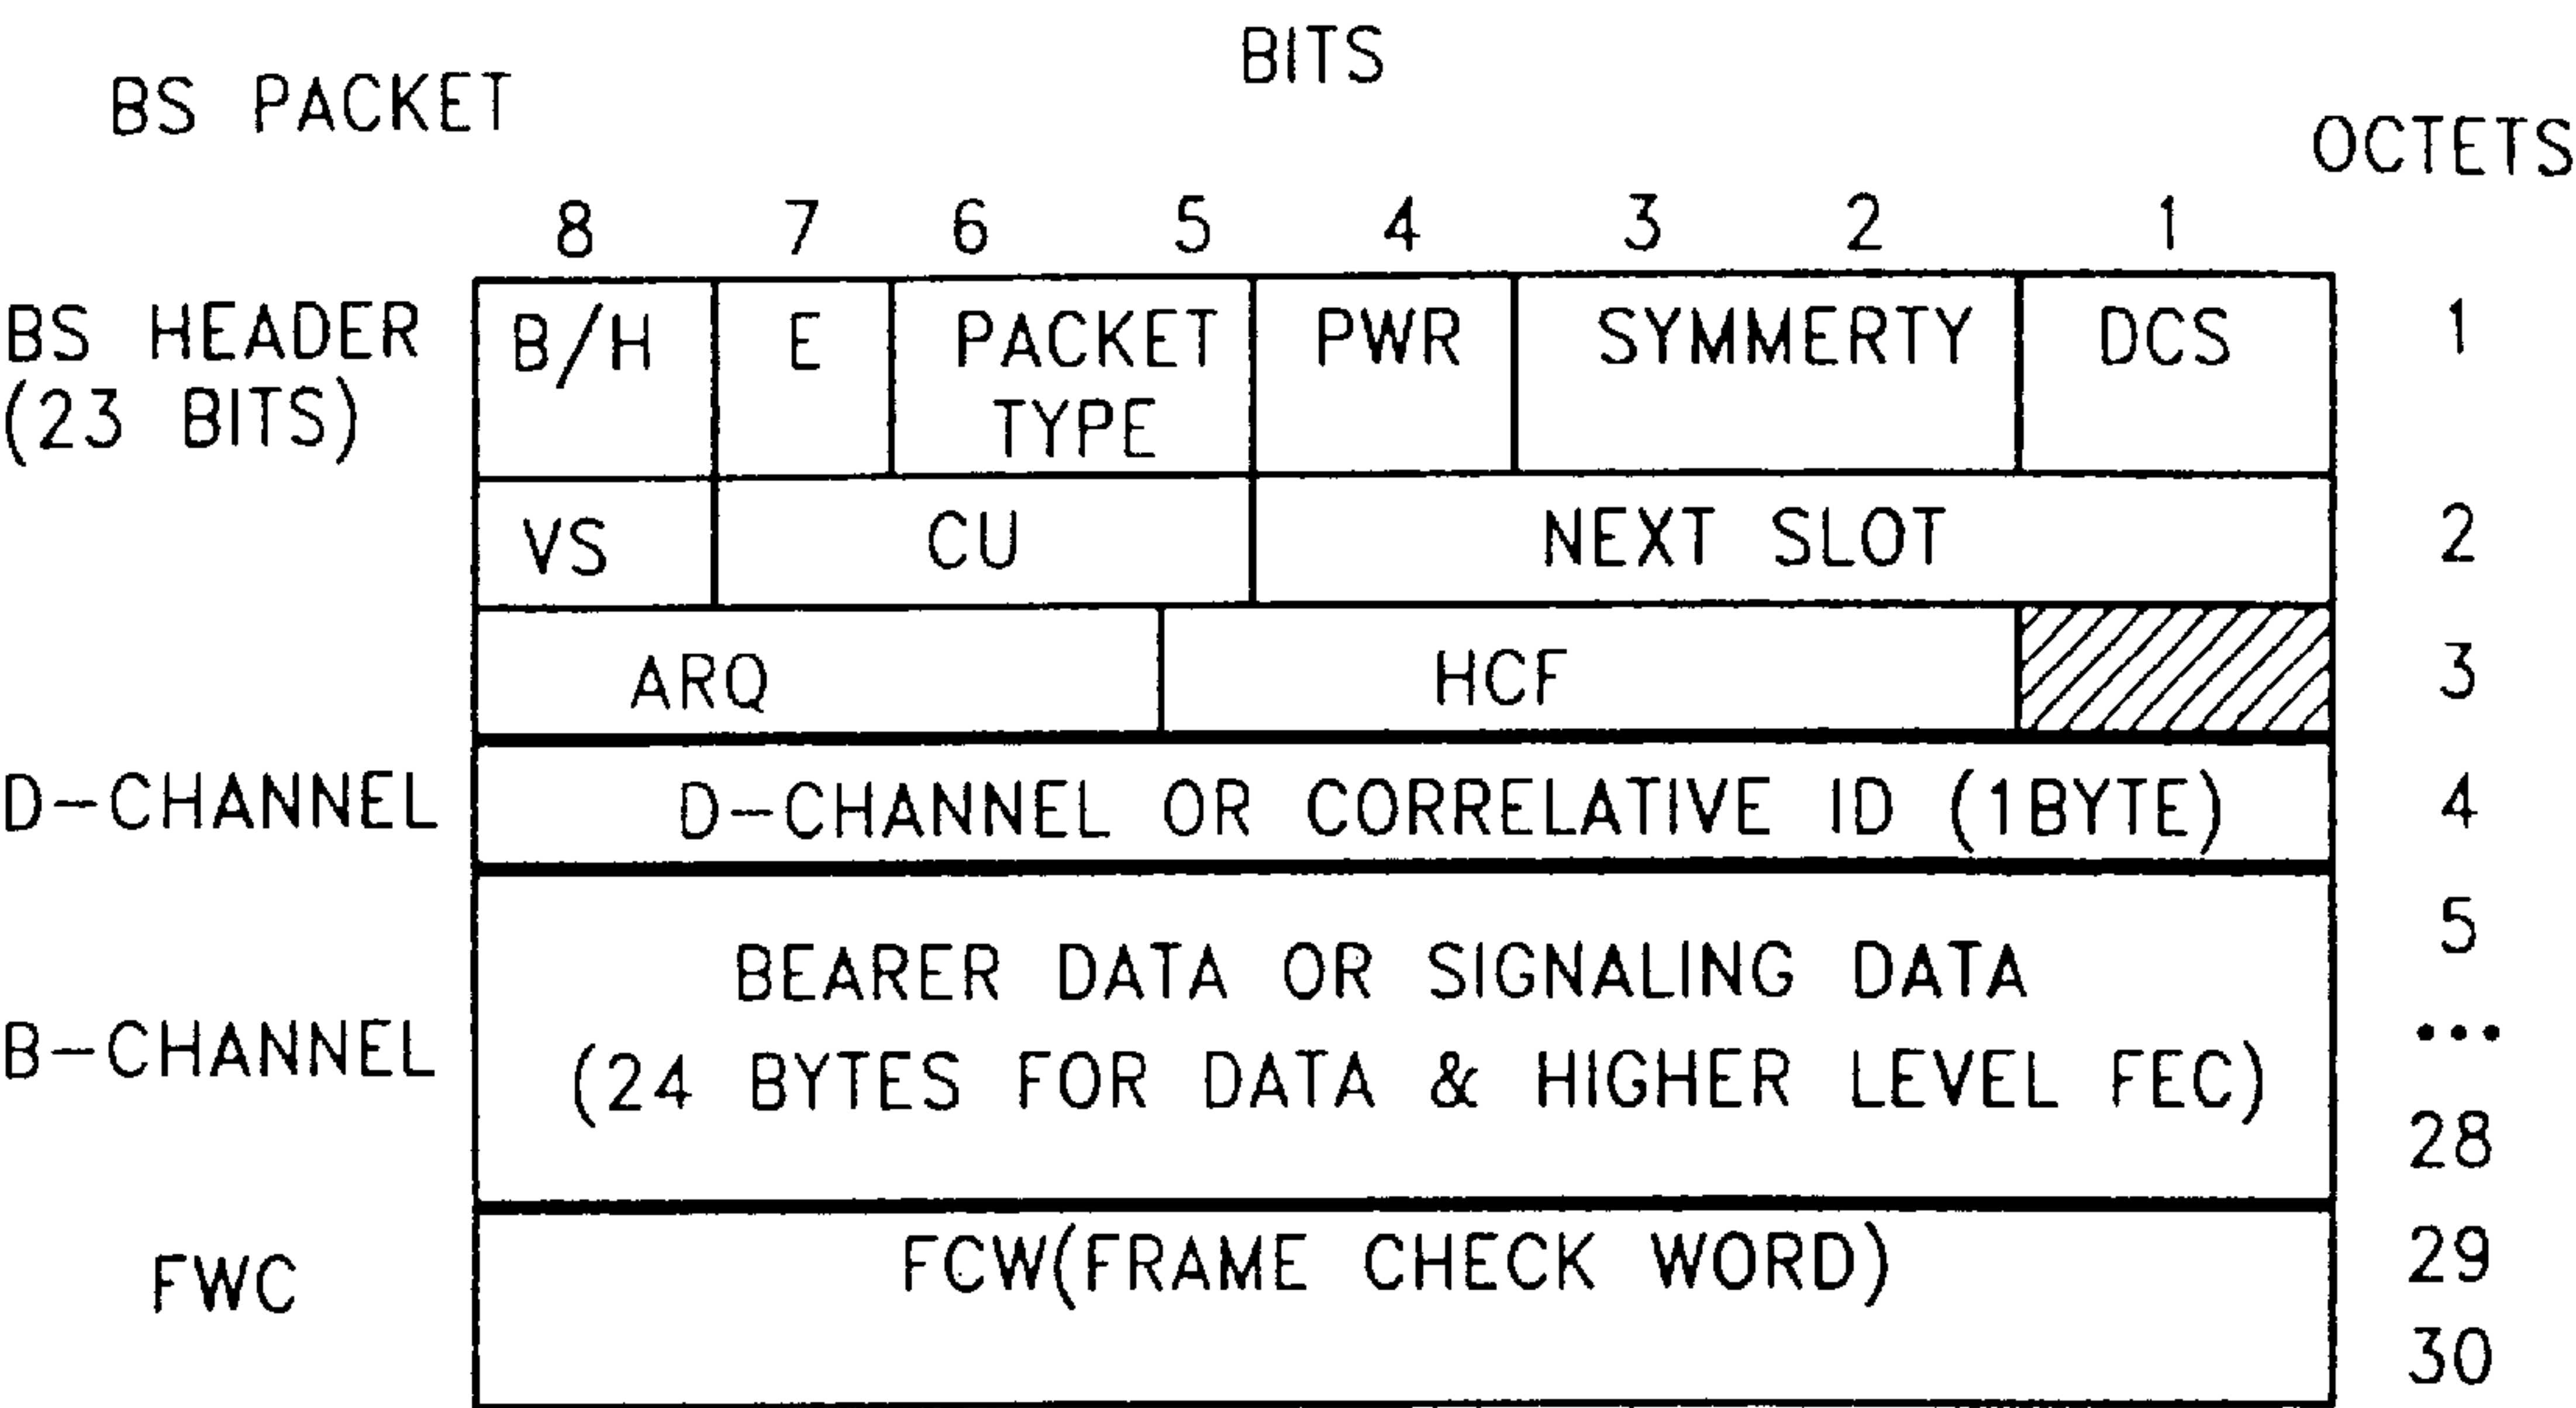 BITS
BS PACKET
OCTETS
8 7 6 5 4 3 2 1
BS HEADER
(23 BITS)
B/H E PACKET TYPE PWR SYMMERTY DCS 1
VS CU NEXT SLOT 2
ARQ HCF 3
D-CHANNEL D-CHANNEL OR CORRELATIVE ID (1BYTE) 4
5
BEARER DATA OR SIGNALING DATA
B-CHANNEL ...
(24 BYTES FOR DATA & HIGHER LEVEL FEC)
28
FWC FCW(FRAME CHECK WORD) 29
30